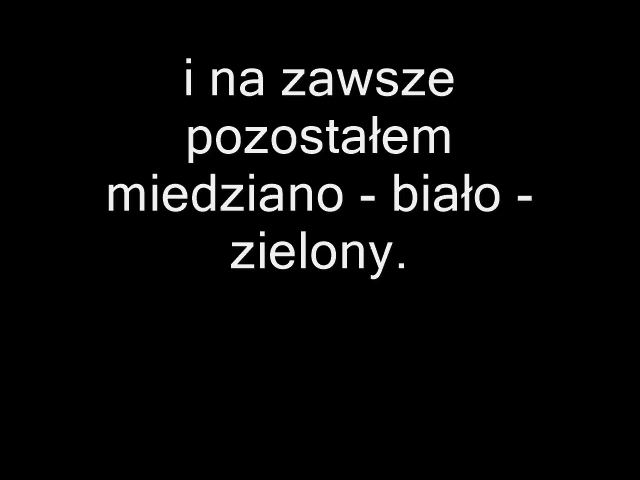 i na zawsze
pozostałem
miedziano - biało -
zielony.